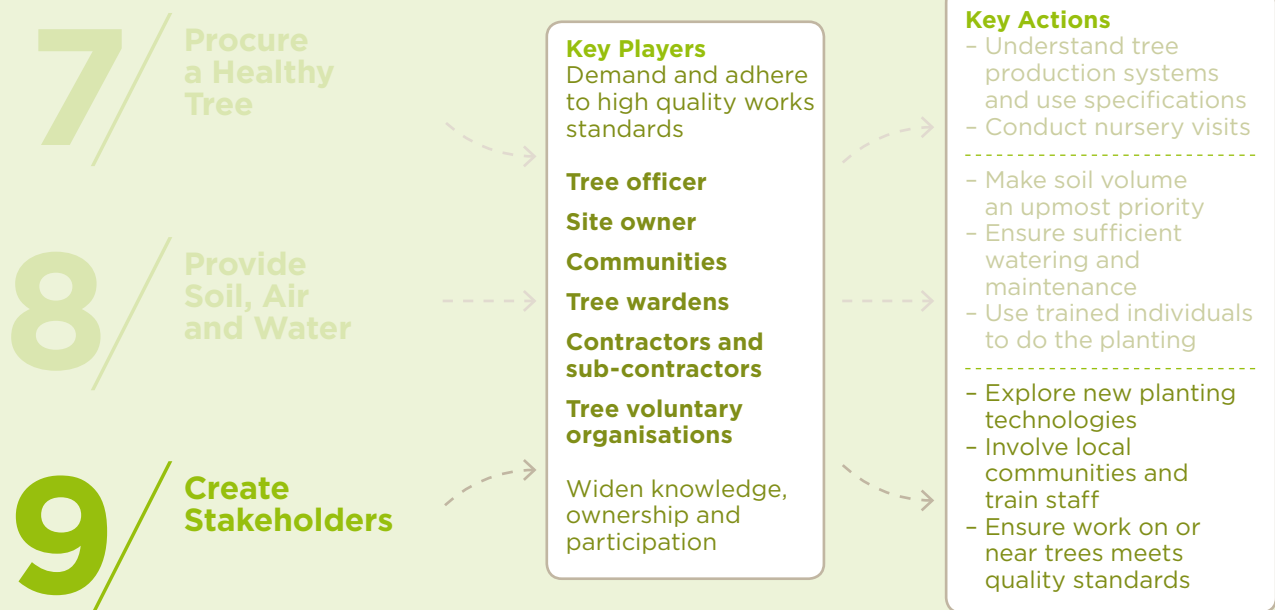 7
Procure
a Healthy
Tree
8
Provide
Soil, Air
and Water
9
Create
Stakeholders
Key Players
Demand and adhere
to high quality works
standards
Tree officer
Site owner
Communities
Tree wardens
Contractors and
sub-contractors
Tree voluntary
organisations
Widen knowledge,
ownership and
participation
Key Actions
– Understand tree
production systems
and use specifications
– Conduct nursery visits
– Make soil volume
an upmost priority
– Ensure sufficient
watering and
maintenance
– Use trained individuals
to do the planting
– Explore new planting
technologies
– Involve local
communities and
train staff
– Ensure work on or
near trees meets
quality standards